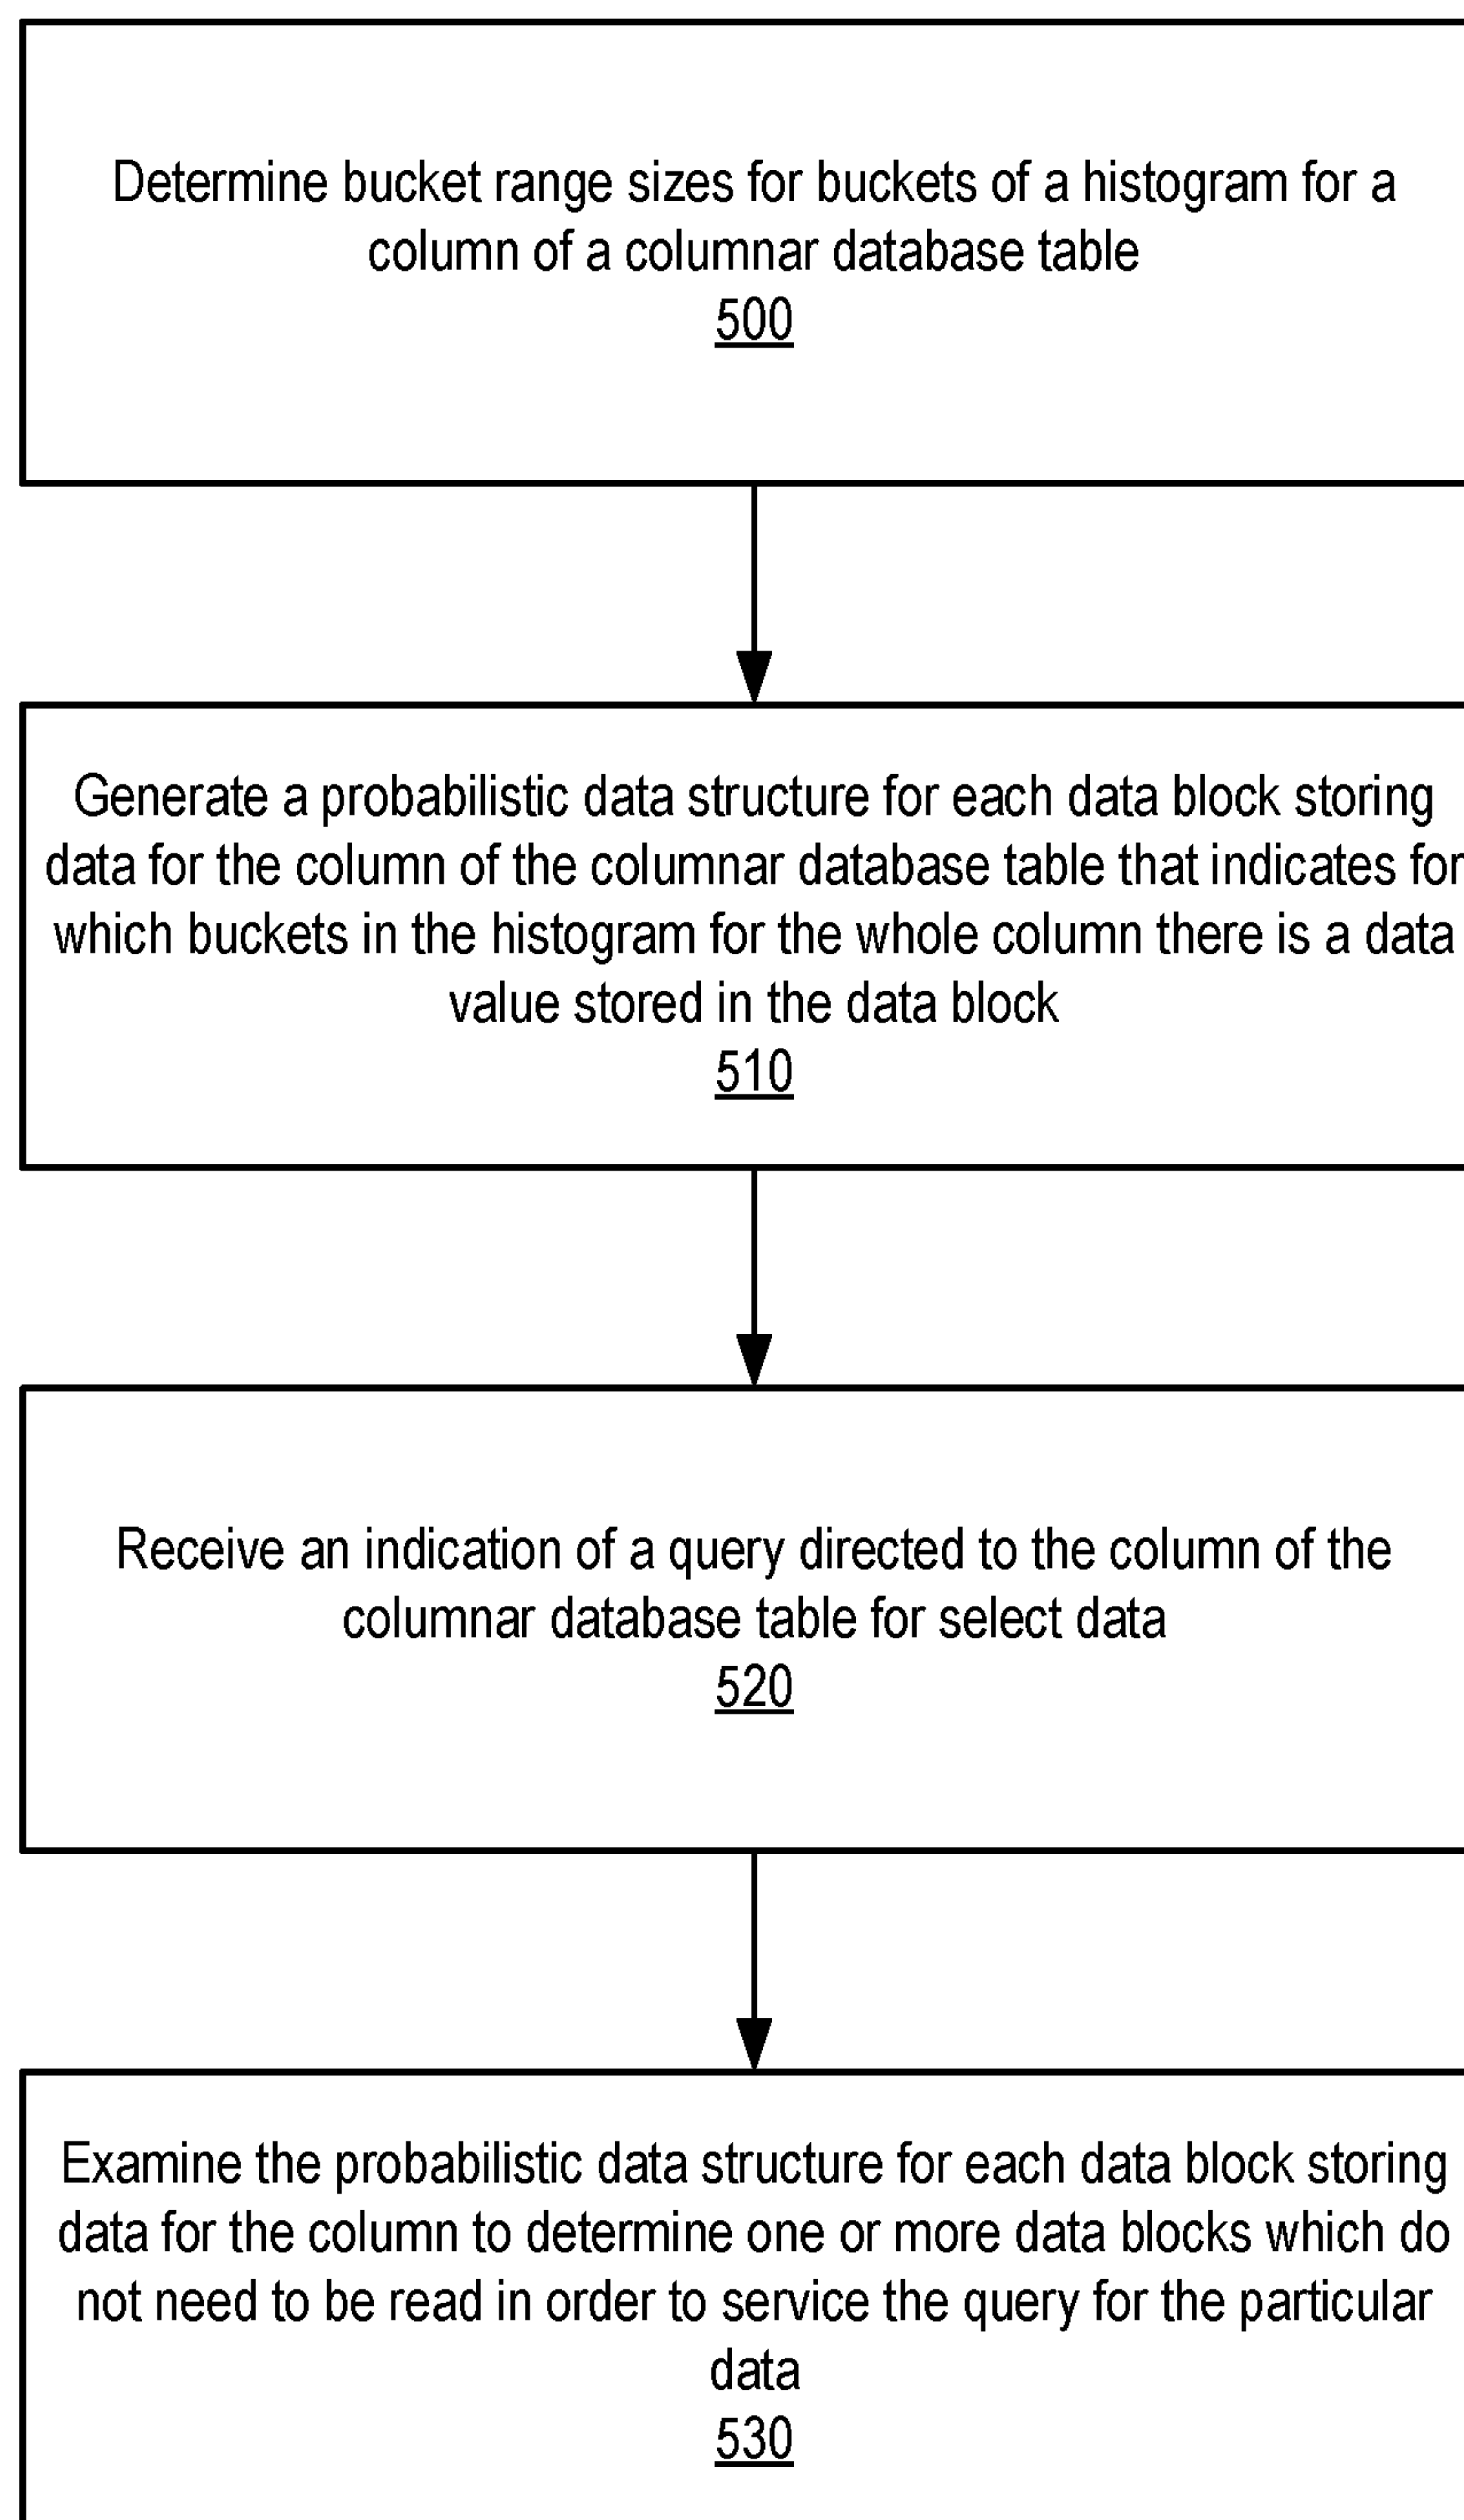 Determine bucket range sizes for buckets of a histogram for a
column of a columnar database table
500
Generate a probabilistic data structure for each data block storing
data for the column of the columnar database table that indicates for
which buckets in the histogram for the whole column there is a data
value stored in the data block
510
Receive an indication of a query directed to the column of the
columnar database table for select data
520
Examine the probabilistic data structure for each data block storing
data for the column to determine one or more data blocks which do
not need to be read in order to service the query for the particular
data
530